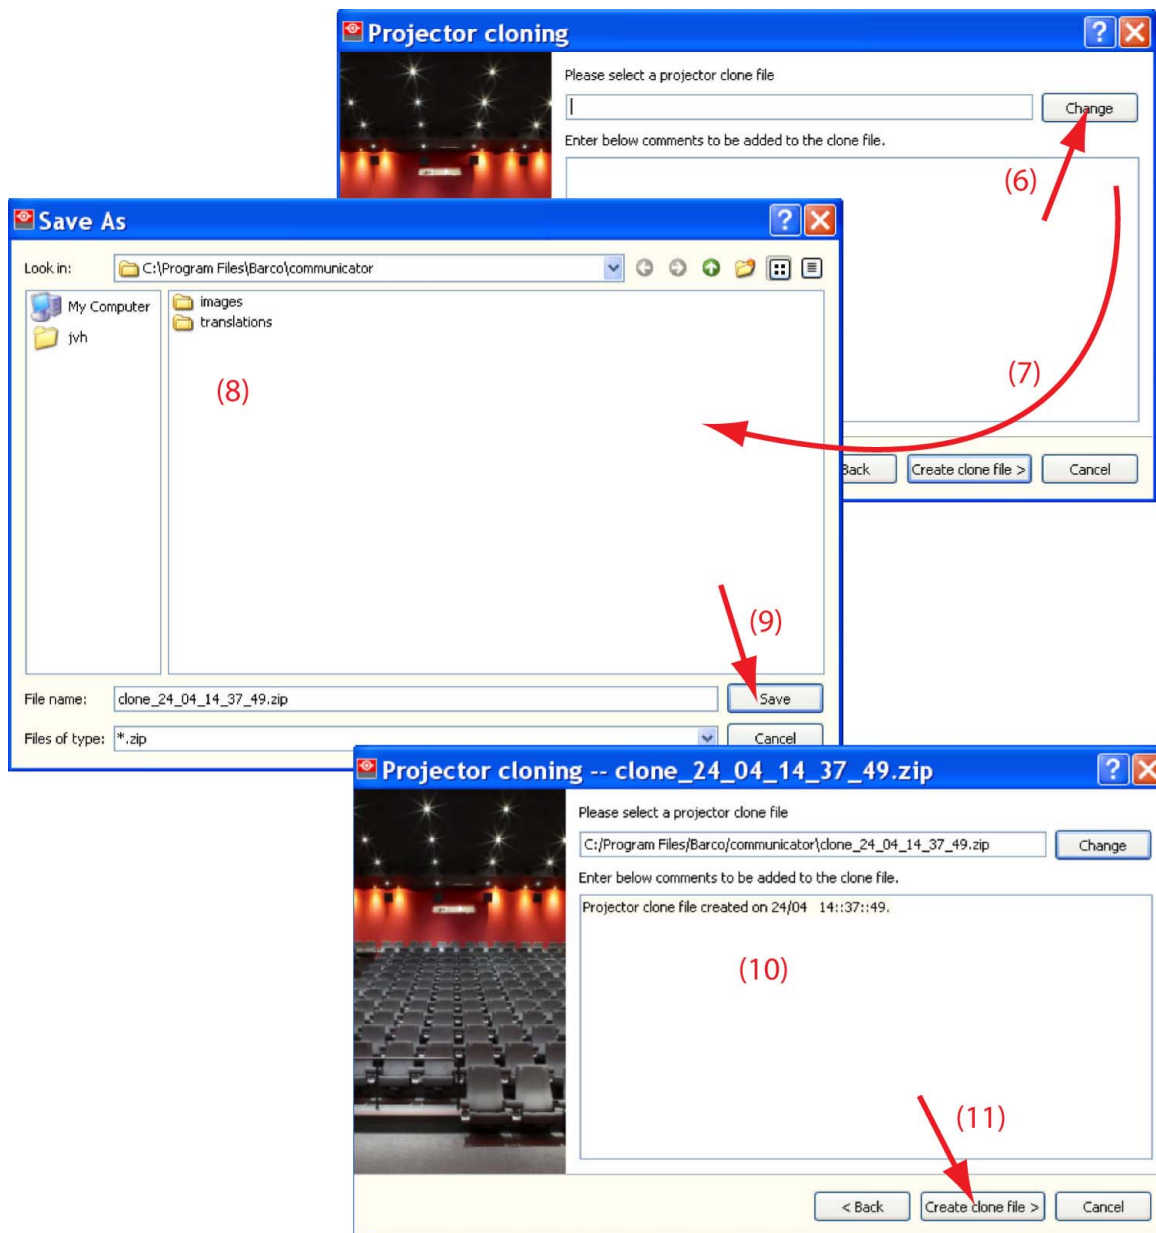 Projector cloning
Please select a projector clone file
Change
Enter below comments to be added to the clone file.
(6)
Save As
Look in: C:\Program Files\Barco\communicator
My Computer
jvh
images
translations
(8)
(7)
Back Create clone file > Cancel
(9)
File name: clone_24_04_14_37_49.zip Save
Files of type: *.zip Cancel
Projector cloning -- clone_24_04_14_37_49.zip
Please select a projector clone file
C:/Program Files/Barco/communicator\clone_24_04_14_37_49.zip Change
Enter below comments to be added to the clone file.
Projector clone file created on 24/04 14::37::49.
(10)
(11)
< Back Create clone file > Cancel